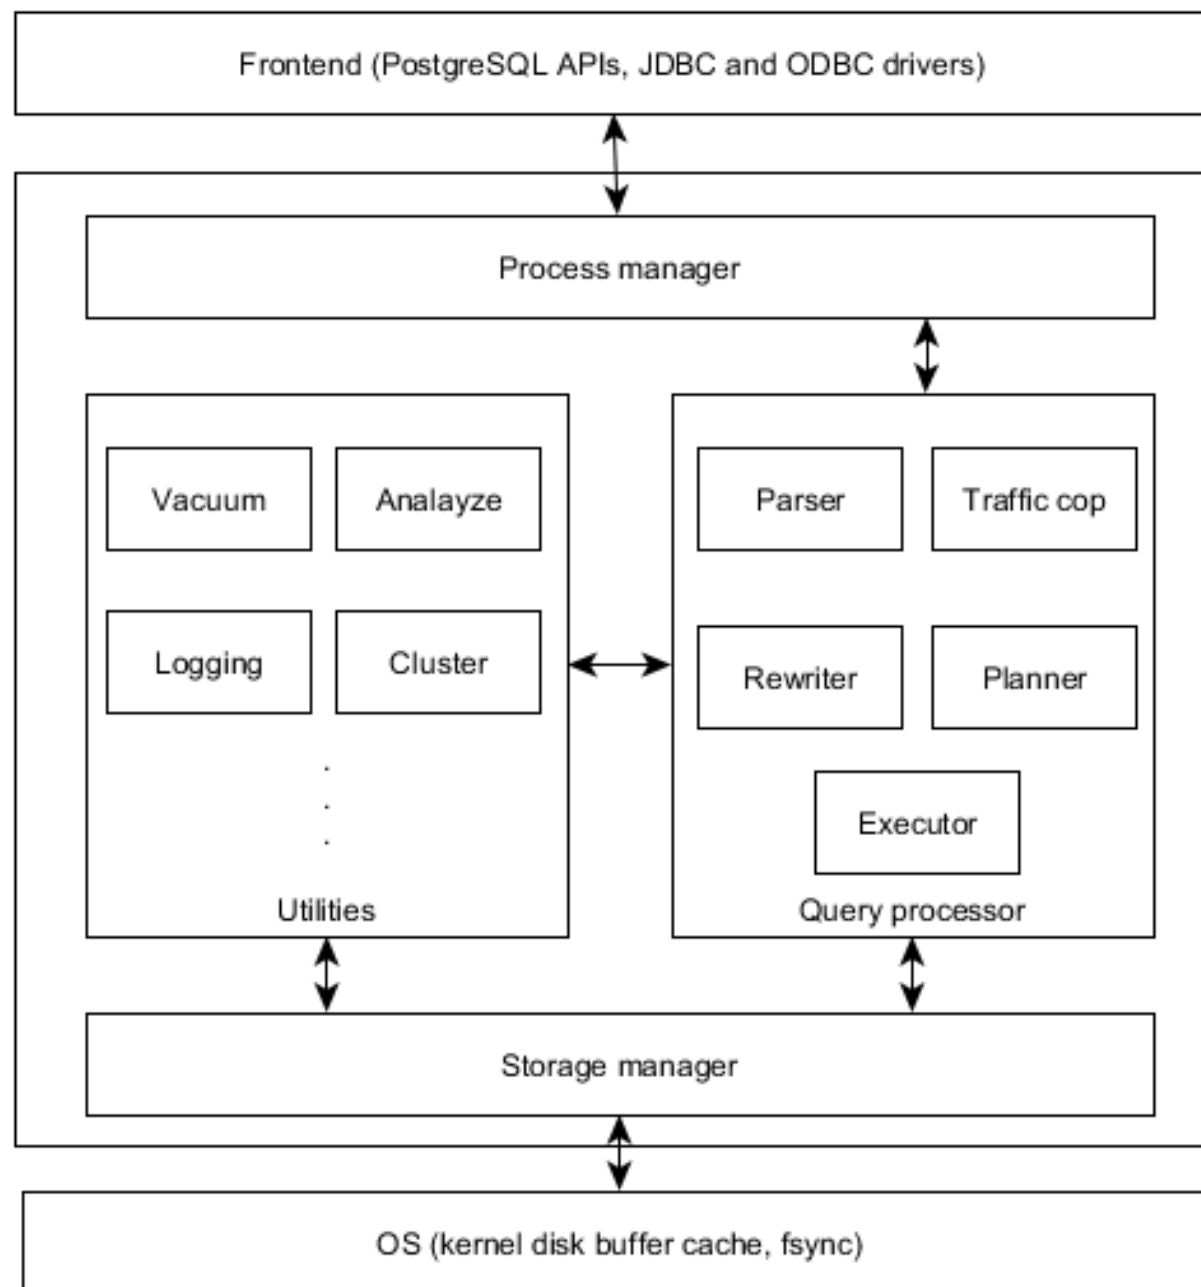 Frontend (PostgreSQL APIs, JDBC and ODBC drivers)
Process manager
Vacuum
Analayze
Logging
Cluster
.
.
.
Utilities
Parser
Traffic cop
Rewriter
Planner
Executor
Query processor
Storage manager
OS (kernel disk buffer cache, fsync)